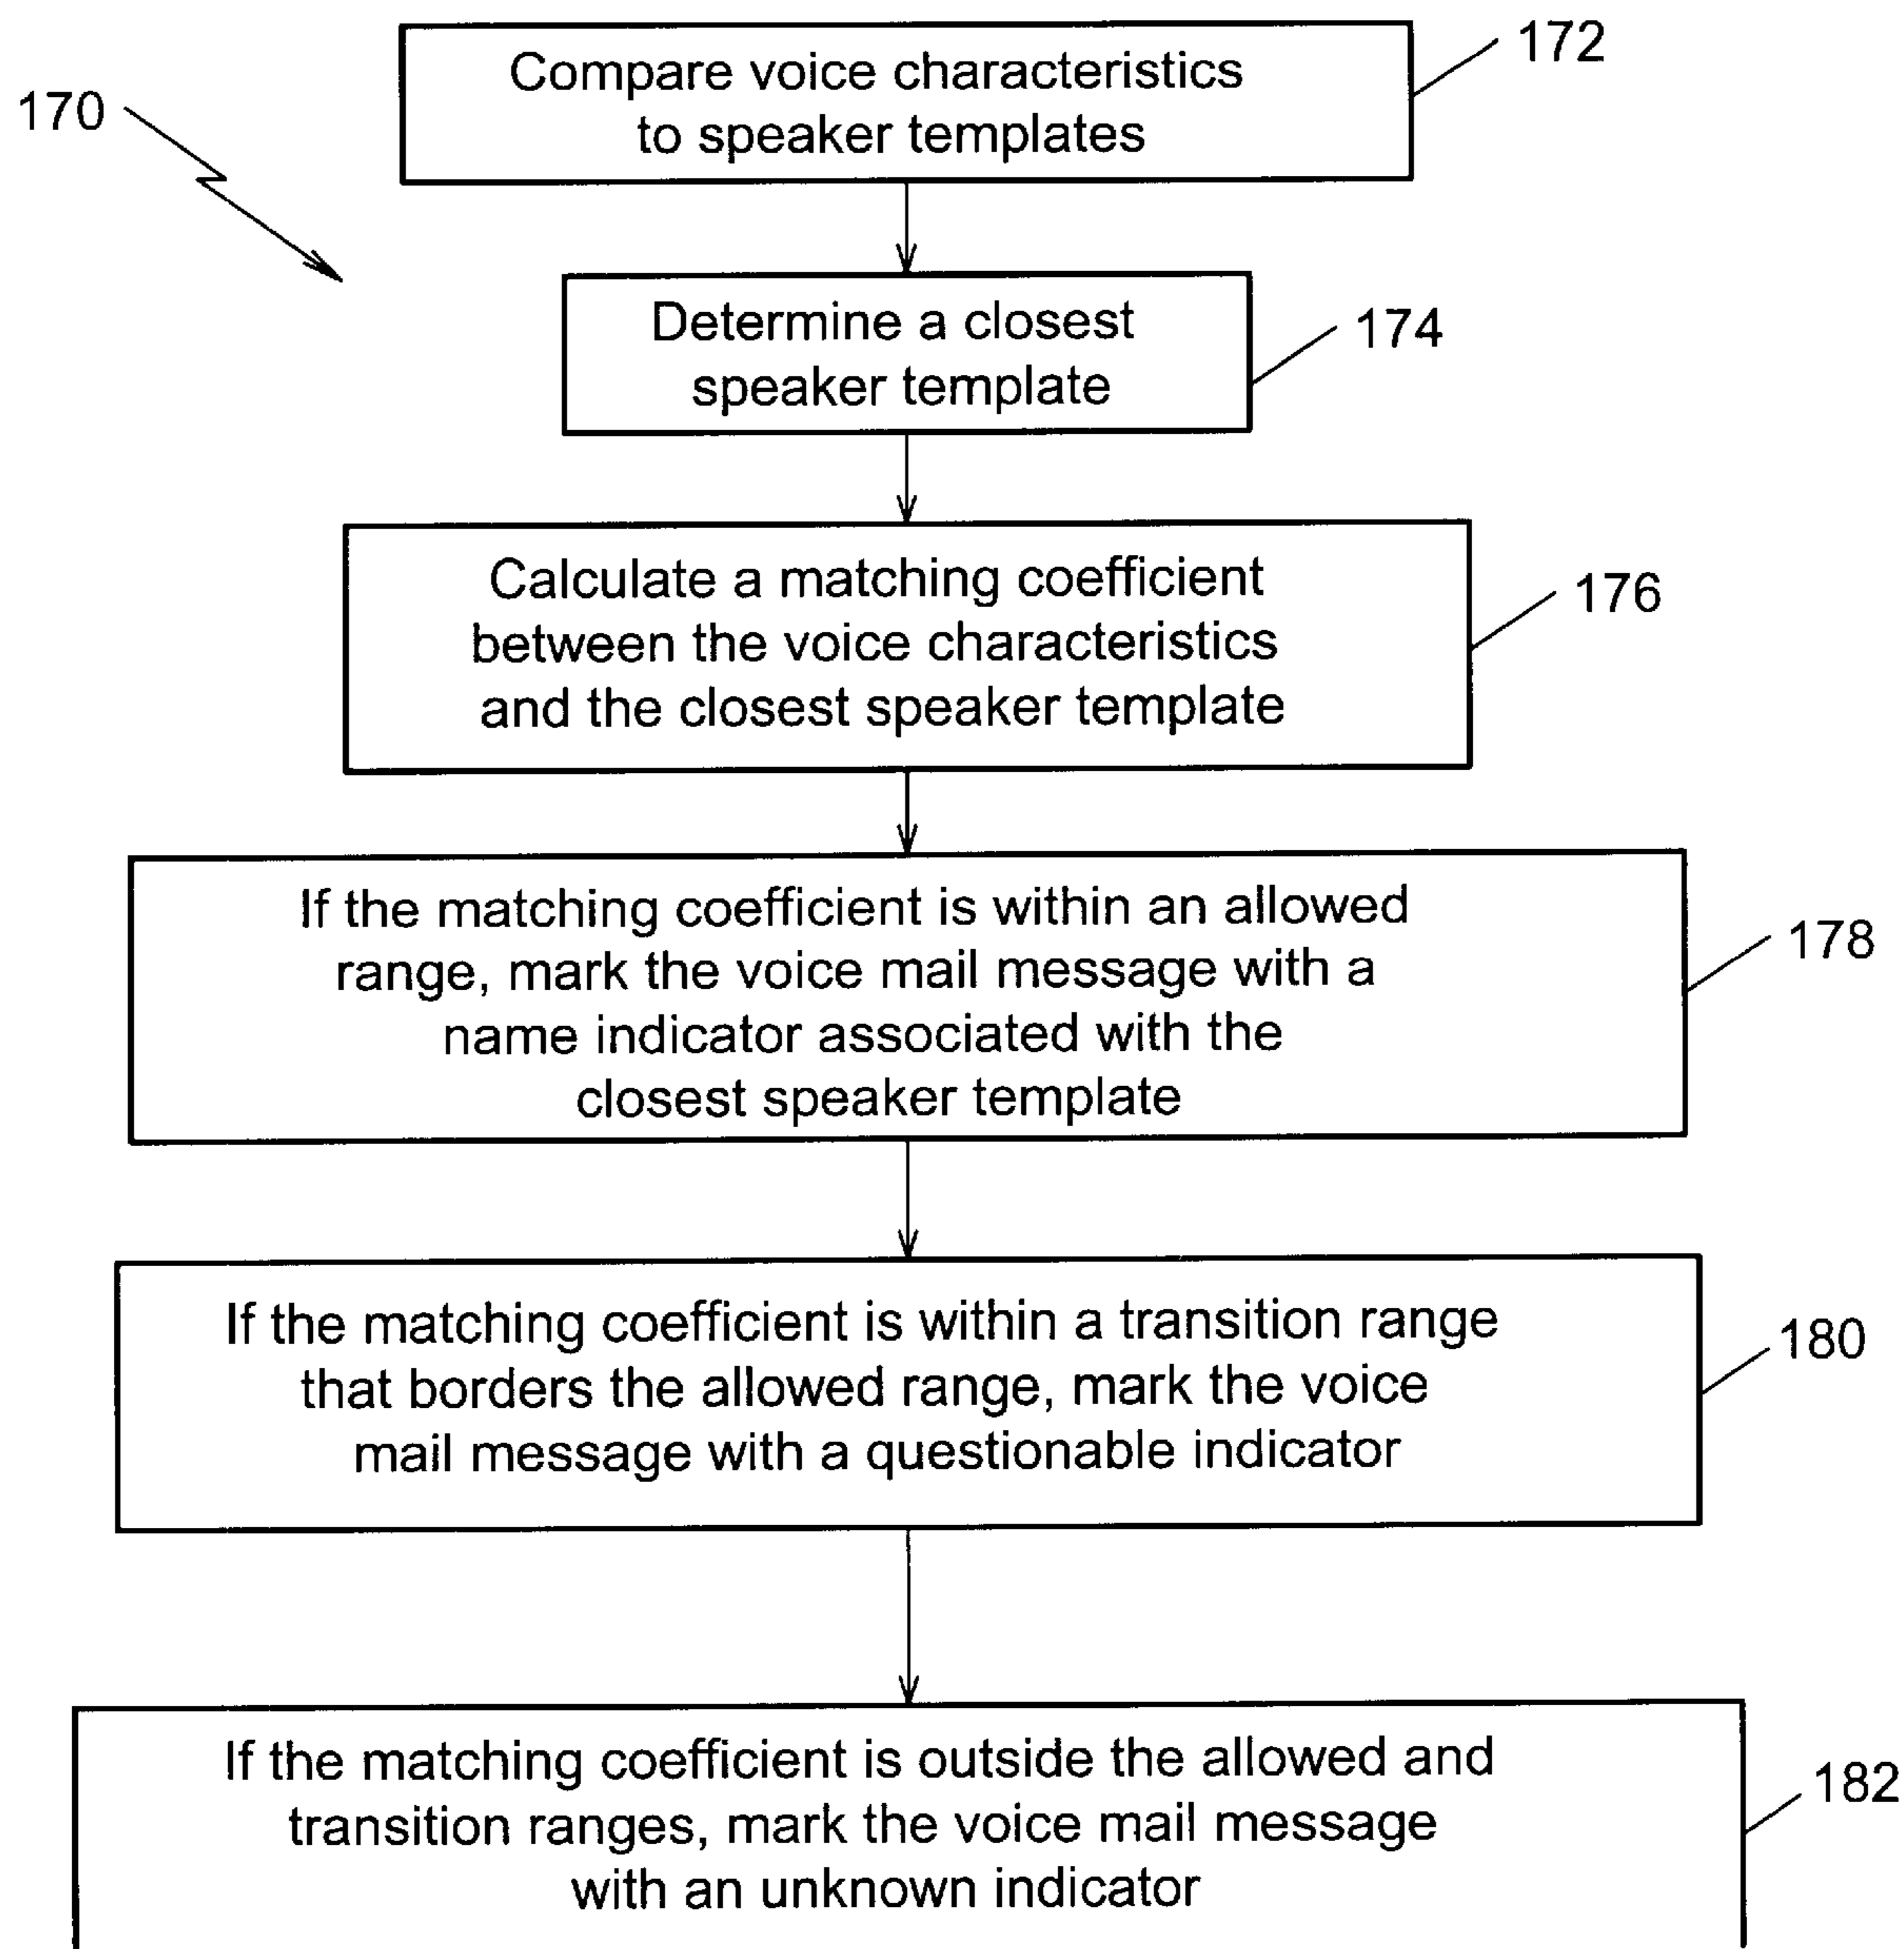 170
Compare voice characteristics
to speaker templates
172
Determine a closest
speaker template
174
Calculate a matching coefficient
between the voice characteristics
and the closest speaker template
176
If the matching coefficient is within an allowed
range, mark the voice mail message with a
name indicator associated with the
closest speaker template
178
If the matching coefficient is within a transition range
that borders the allowed range, mark the voice
mail message with a questionable indicator
180
If the matching coefficient is outside the allowed and
transition ranges, mark the voice mail message
with an unknown indicator
182